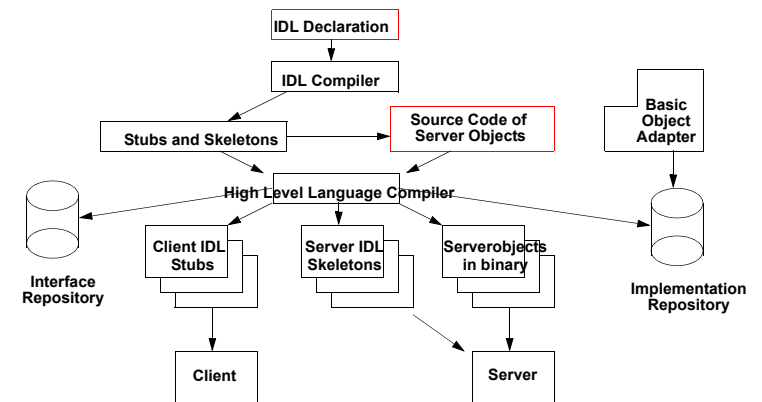 IDL Declaration
IDL Compiler
Stubs and Skeletons
Source Code of
Server Objects
Basic
Object
Adapter
High Level Language Compiler
Client IDL
Stubs
Server IDL
Skeletons
Serverobjects
in binary
Interface
Repository
Implementation
Repository
Client
Server